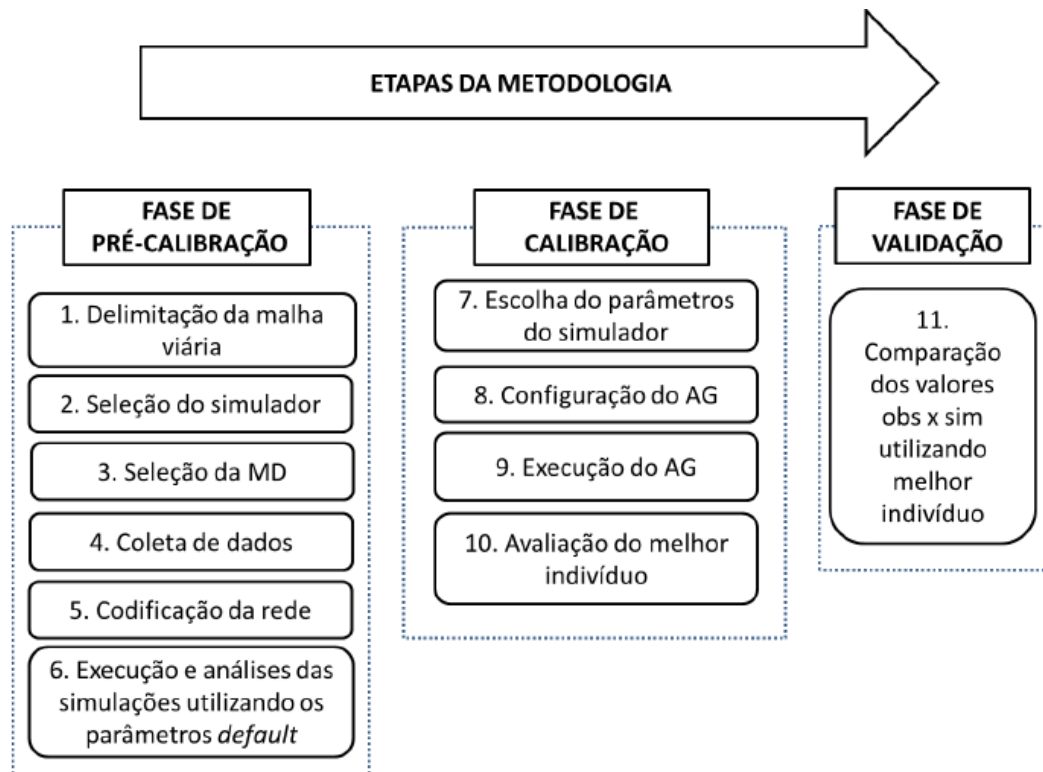 ETAPAS DA METODOLOGIA
FASE DE
PRÉ-CALIBRAÇÃO
1. Delimitação da malha
viária
2. Seleção do simulador
3. Seleção da MD
4. Coleta de dados
5. Codificação da rede
6. Execução e análises das
simulações utilizando os
parâmetros default
FASE DE
CALIBRAÇÃO
7. Escolha do parâmetros
do simulador
8. Configuração do AG
9. Execução do AG
10. Avaliação do melhor
indivíduo
FASE DE
VALIDAÇÃO
11.
Comparação
dos valores
obs x sim
utilizando
melhor
indivíduo